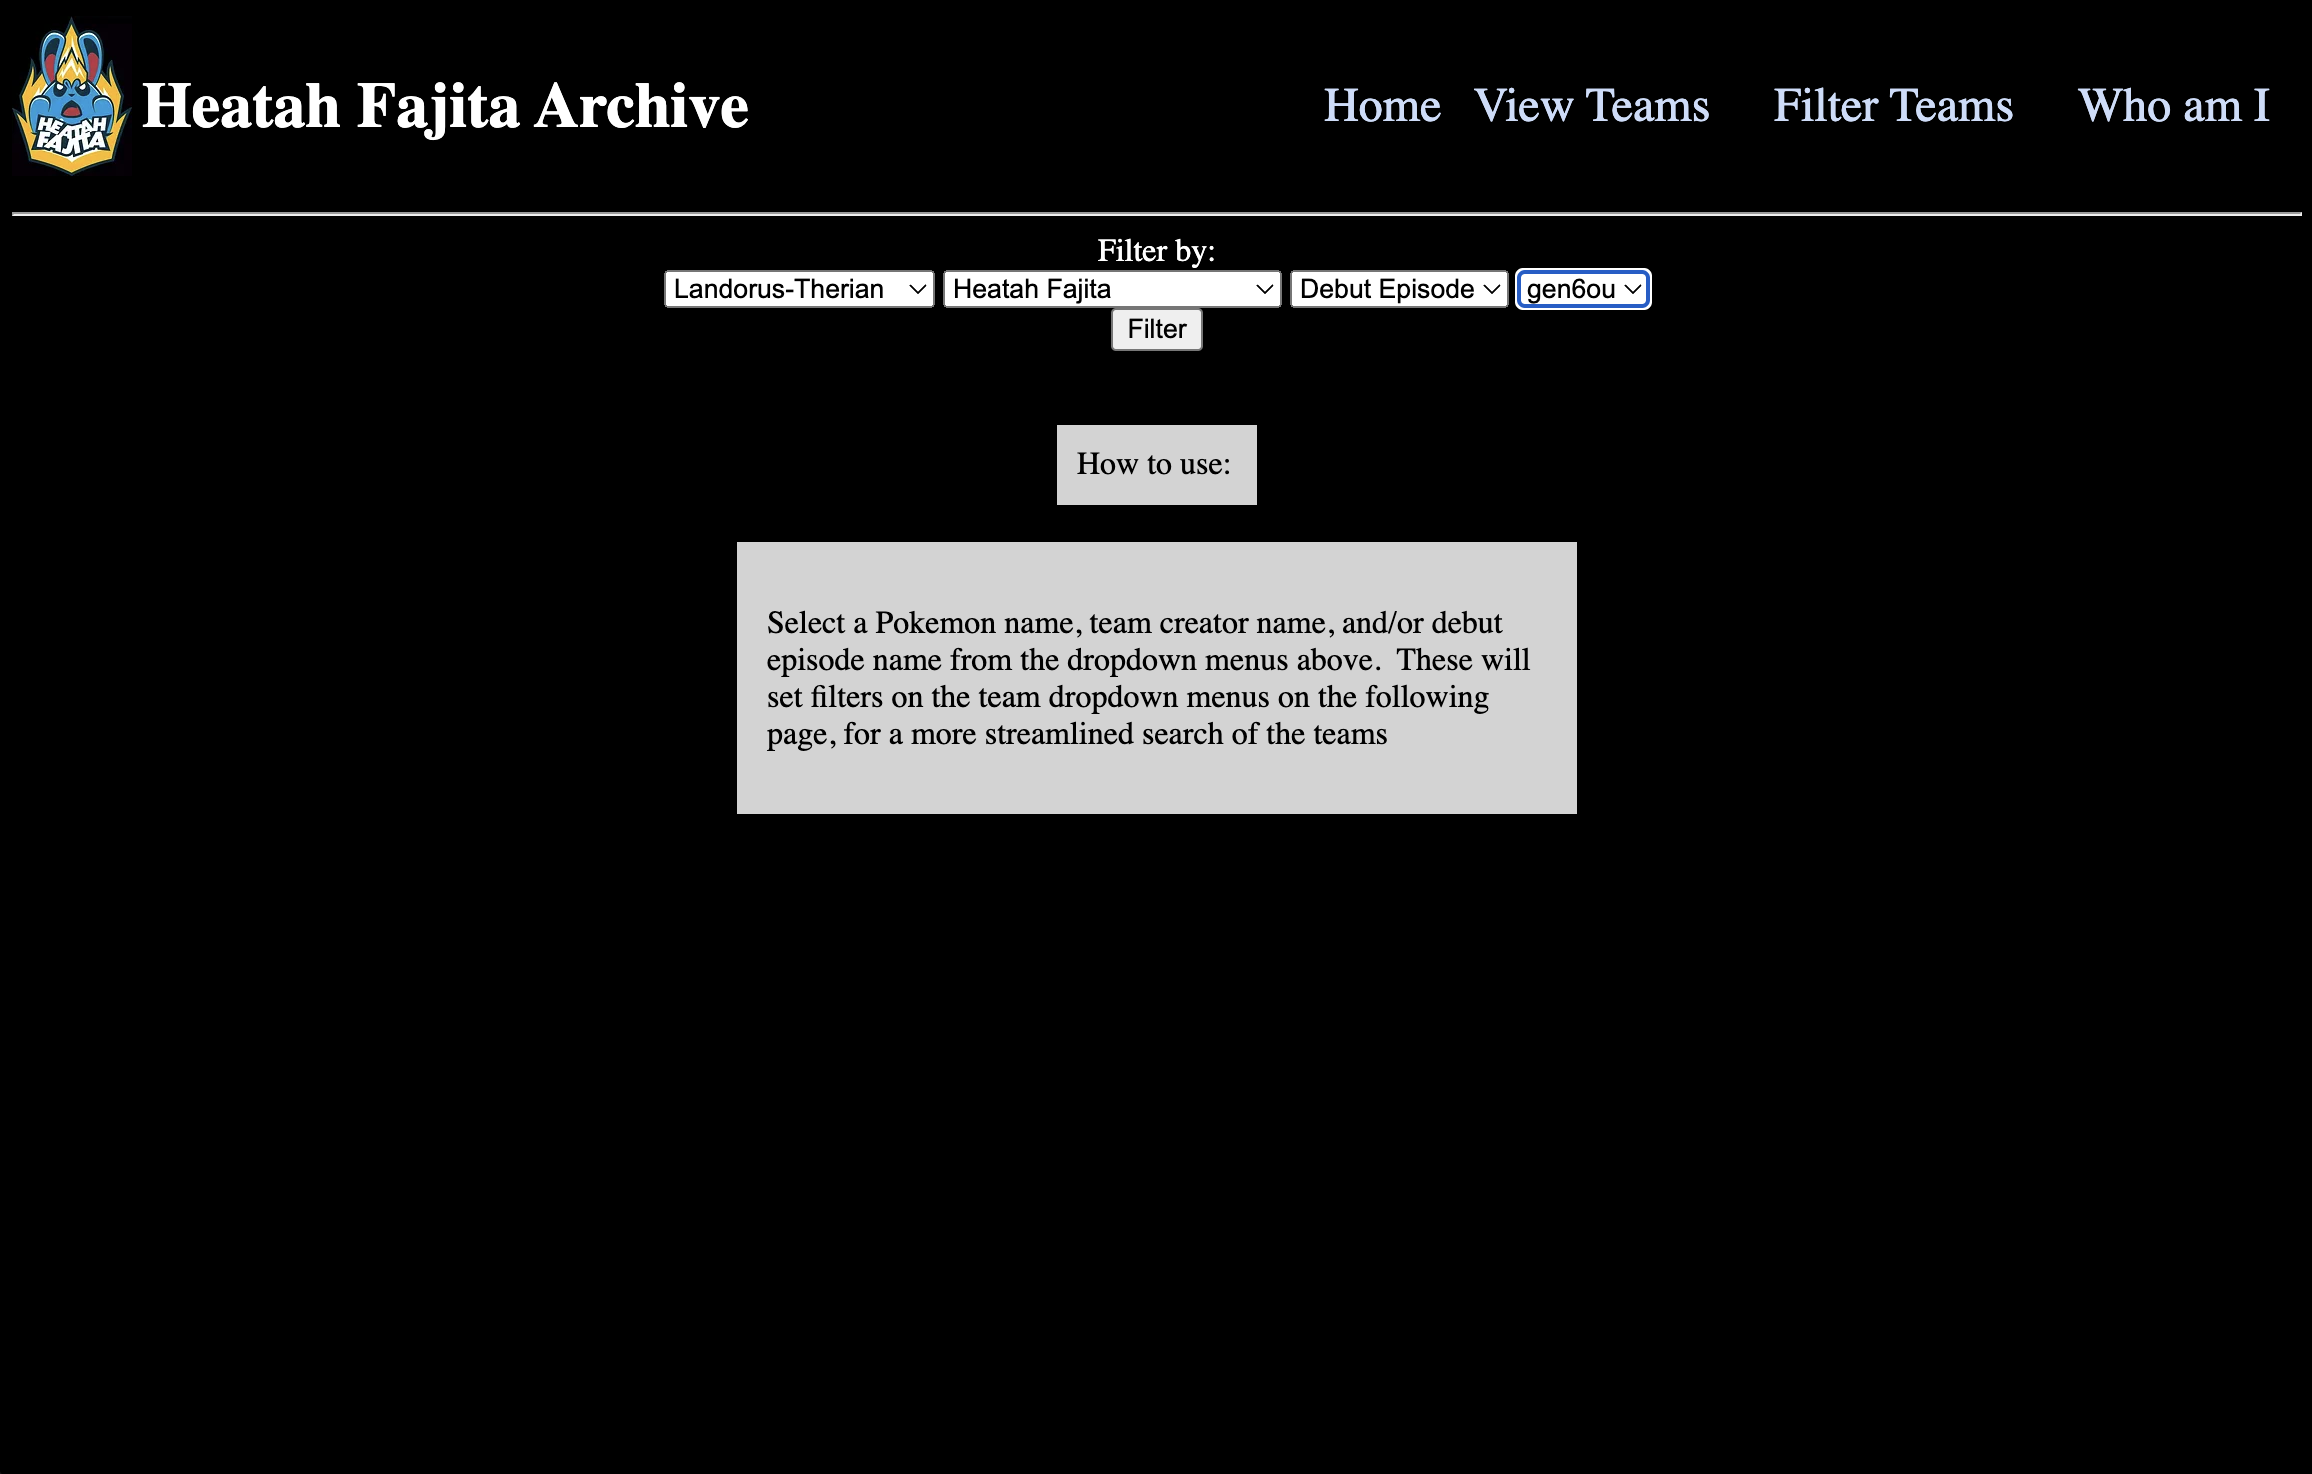 HEATAH
FAJITA
Heatah Fajita Archive
Home View Teams Filter Teams Who am I
Filter by:
Landorus-Therian Heatah Fajita Debut Episode gen6ou
Filter
How to use:
Select a Pokemon name, team creator name, and/or debut
episode name from the dropdown menus above.  These will
set filters on the team dropdown menus on the following
page, for a more streamlined search of the teams